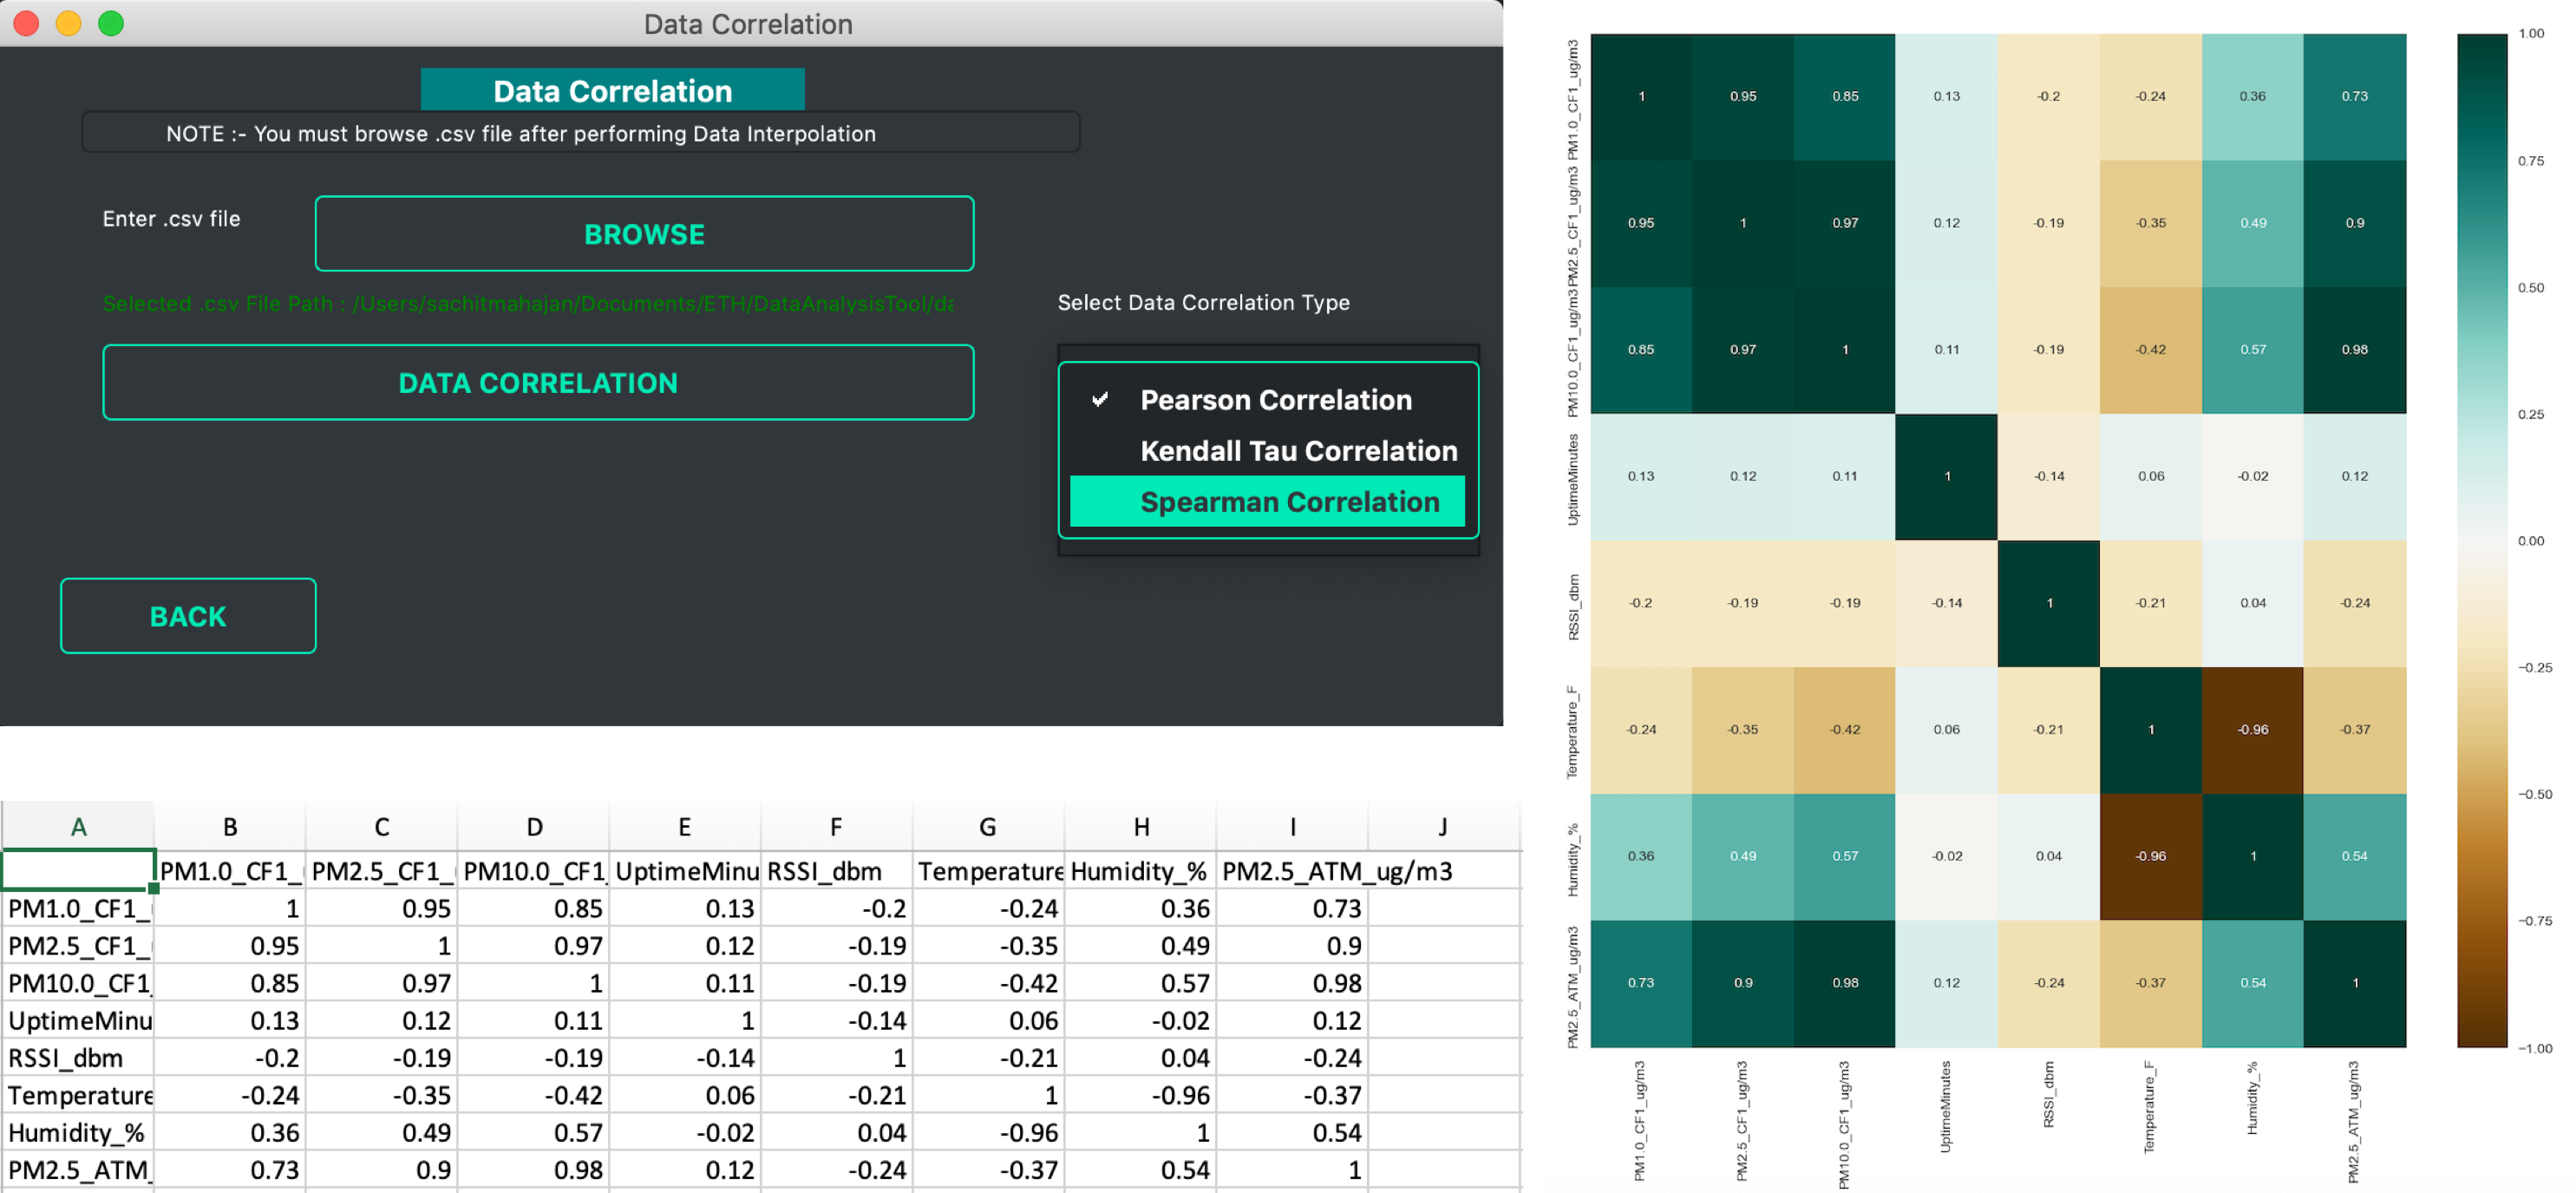 Data Correlation
Data Correlation
NOTE :- You must browse .csv file after performing Data Interpolation
Enter .csv file
BROWSE
Selected .csv File Path : /Users/sachitmahajan/Documents/ETH/DataAnalysisTool/da
Select Data Correlation Type
DATA CORRELATION
Pearson Correlation
Kendall Tau Correlation
Spearman Correlation
BACK
A B C D E F G H I J
PM1.0_CF1_ PM2.5_CF1_ PM10.0_CF1_ UptimeMinu RSSI_dbm Temperature Humidity_% PM2.5_ATM_ug/m3
PM1.0_CF1_ 1 0.95 0.85 0.13 -0.2 -0.24 0.36 0.73
PM2.5_CF1_ 0.95 1 0.97 0.12 -0.19 -0.35 0.49 0.9
PM10.0_CF1_ 0.85 0.97 1 0.11 -0.19 -0.42 0.57 0.98
UptimeMinu 0.13 0.12 0.11 1 -0.14 0.06 -0.02 0.12
RSSI_dbm -0.2 -0.19 -0.19 -0.14 1 -0.21 0.04 -0.24
Temperature -0.24 -0.35 -0.42 0.06 -0.21 1 -0.96 -0.37
Humidity_% 0.36 0.49 0.57 -0.02 0.04 -0.96 1 0.54
PM2.5_ATM_ 0.73 0.9 0.98 0.12 -0.24 -0.37 0.54 1
PM1.0_CF1_ug/m3 1 0.95 0.85 0.13 -0.2 -0.24 0.36 0.73
PM2.5_CF1_ug/m3 0.95 1 0.97 0.12 -0.19 -0.35 0.49 0.9
PM10.0_CF1_ug/m3 0.85 0.97 1 0.11 -0.19 -0.42 0.57 0.98
UptimeMinutes 0.13 0.12 0.11 1 -0.14 0.06 -0.02 0.12
RSSI_dbm -0.2 -0.19 -0.19 -0.14 1 -0.21 0.04 -0.24
Temperature_F -0.24 -0.35 -0.42 0.06 -0.21 1 -0.96 -0.37
Humidity_% 0.36 0.49 0.57 -0.02 0.04 -0.96 1 0.54
PM2.5_ATM_ug/m3 0.73 0.9 0.98 0.12 -0.24 -0.37 0.54 1
PM1.0_CF1_ug/m3
PM2.5_CF1_ug/m3
PM10.0_CF1_ug/m3
UptimeMinutes
RSSI_dbm
Temperature_F
Humidity_%
PM2.5_ATM_ug/m3
1.00
0.75
0.50
0.25
0.00
−0.25
−0.50
−0.75
−1.00